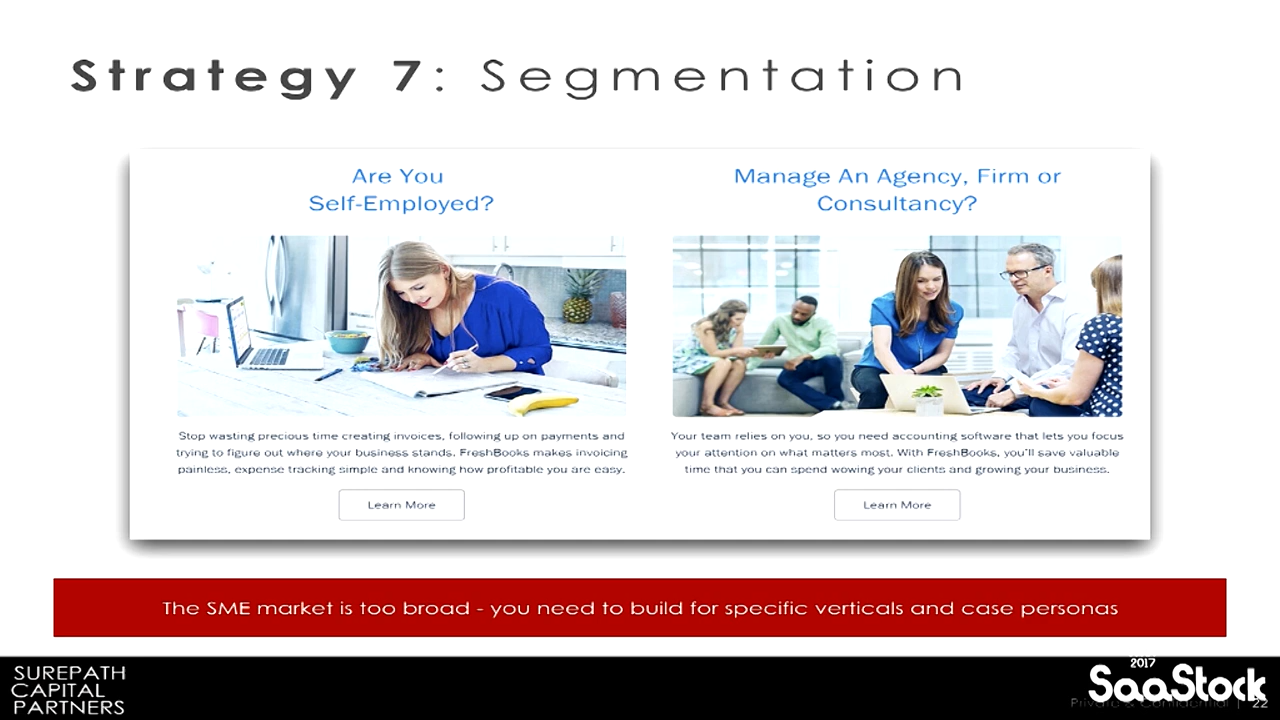 Strategy 7: Segmentation
Are You
Self-Employed?
Stop wasting precious time creating invoices, following up on payments and
trying to figure out where your business stands. FreshBooks makes invoicing
painless, expense tracking simple and knowing how profitable you are easy.
Learn More
Manage An Agency, Firm or
Consultancy?
Your team relies on you, so you need accounting software that lets you focus
your attention on what matters most. With FreshBooks, you'll save valuable
time that you can spend wowing your clients and growing your business.
Learn More
The SME market is too broad - you need to build for specific verticals and case personas
SUREPATH
CAPITAL
PARTNERS
2017
SaaStock
Private & Confidential | 22